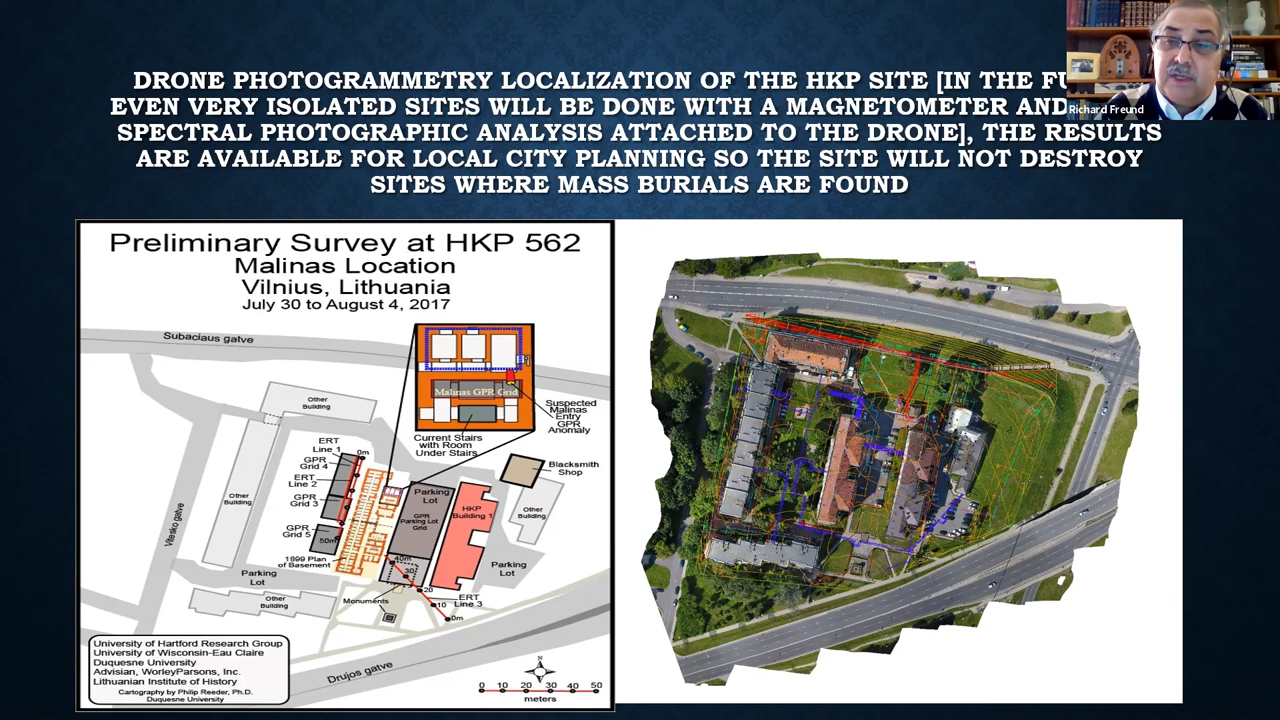 DRONE PHOTOGRAMMETRY LOCALIZATION OF THE HKP SITE [IN THE
EVEN VERY ISOLATED SITES WILL BE DONE WITH A MAGNETOMETER AND
SPECTRAL PHOTOGRAPHIC ANALYSIS ATTACHED TO THE DRONE], THE RESULTS
ARE AVAILABLE FOR LOCAL CITY PLANNING SO THE SITE WILL NOT DESTROY
SITES WHERE MASS BURIALS ARE FOUND
Richard Freund
Preliminary Survey at HKP 562
Malinas Location
Vilnius, Lithuania
July 30 to August 4, 2017
Subaciaus gatve
Malinas GPR Grid
Suspected
Malinas
Entry
GPR
Anomaly
Current Stairs
with Room
Under Stairs
Other
Building
ERT
Line 1
0m
GPR
Grid 4
ERT
Line 2
GPR
Grid 3
GPR
Grid 5
50m
1899 Plan
of Basement
Other
Building
Vitesko gatve
Parking
Lot
GPR
Parking Lot
Grid
HKP
Building 1
Blacksmith
Shop
Other
Building
Parking
Lot
Parking
Lot
Other
Building
Monuments
40m
30
20
10
0m
ERT
Line 3
Drujos gatve
University of Hartford Research Group
University of Wisconsin-Eau Claire
Duquesne University
Advisian, WorleyParsons, Inc.
Lithuanian Institute of History
Cartography by Philip Reeder, Ph.D.
Duquesne University
N
0 10 20 30 40 50
meters